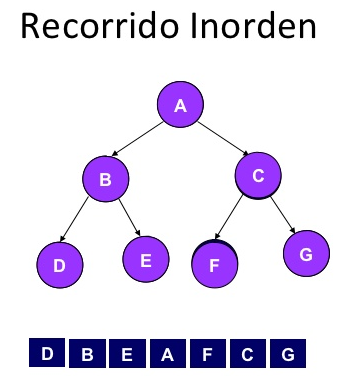 Recorrido Inorden
A
B
C
D
E
F
G
D B E A F C G